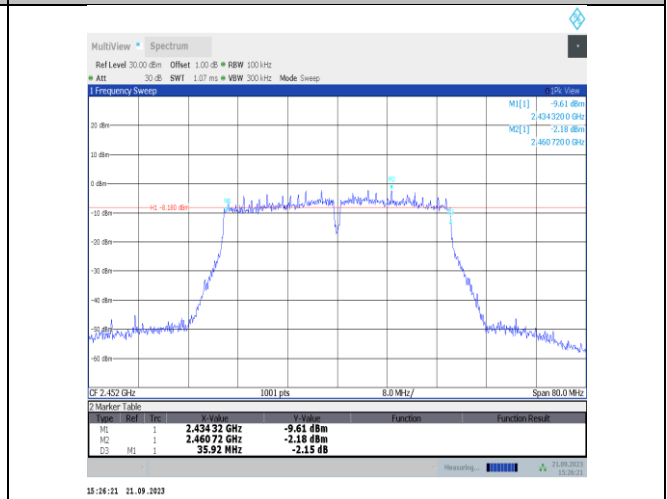 MultiView Spectrum
Ref Level 30.00 dBm Offset 1.00 dB RBW 100 kHz
Att 30 dB SWT 1.07 ms VBW 300 kHz Mode Sweep
1 Frequency Sweep 1Pk View
M1[1] -9.61 dBm
2.434 320 0 GHz
M2[1] -2.18 dBm
2.460 720 0 GHz
20 dBm
10 dBm
0 dBm
M2
H1 -8.180 dBm
-10 dBm
-20 dBm
-30 dBm
-40 dBm
-50 dBm
-60 dBm
CF 2.452 GHz 1001 pts 8.0 MHz/ Span 80.0 MHz
2 Marker Table
Type Ref Trc X-Value Y-Value Function Function Result
M1 1 2.434 32 GHz -9.61 dBm
M2 1 2.460 72 GHz -2.18 dBm
D3 M1 1 35.92 MHz -2.15 dB
Measuring... 21.09.2023
15:26:21
15:26:21 21.09.2023